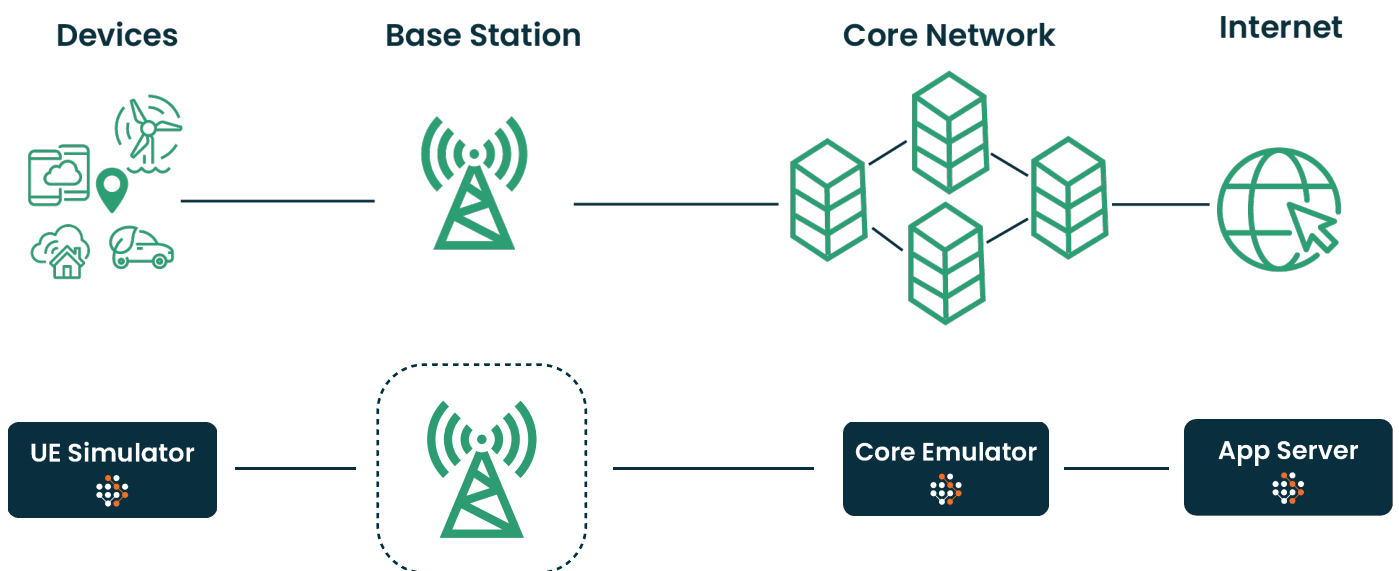 Devices
Base Station
Core Network
Internet
UE Simulator
Core Emulator
App Server